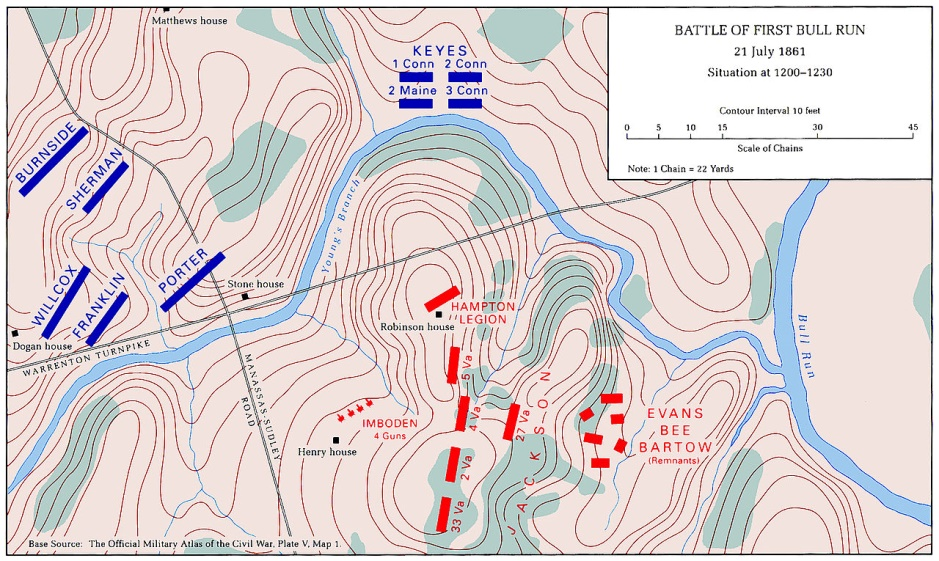 Matthews house
BATTLE OF FIRST BULL RUN
21 July 1861
Situation at 1200–1230
Contour Interval 10 feet
0 5 10 15 30 45
Scale of Chains
Note: 1 Chain = 22 Yards
KEYES
1 Conn 2 Conn
2 Maine 3 Conn
BURNSIDE
SHERMAN
Young's Branch
WILLCOX
FRANKLIN
PORTER
Stone house
Dogan house
WARRENTON TURNPIKE
MANASSAS-SUDLEY
ROAD
HAMPTON
LEGION
Robinson house
Bull Run
5 Va
4 Va
27 Va
2 Va
33 Va
JACKSON
IMBODEN
4 Guns
Henry house
EVANS
BEE
BARTOW
(Remnants)
Base Source: The Official Military Atlas of the Civil War, Plate V, Map 1.